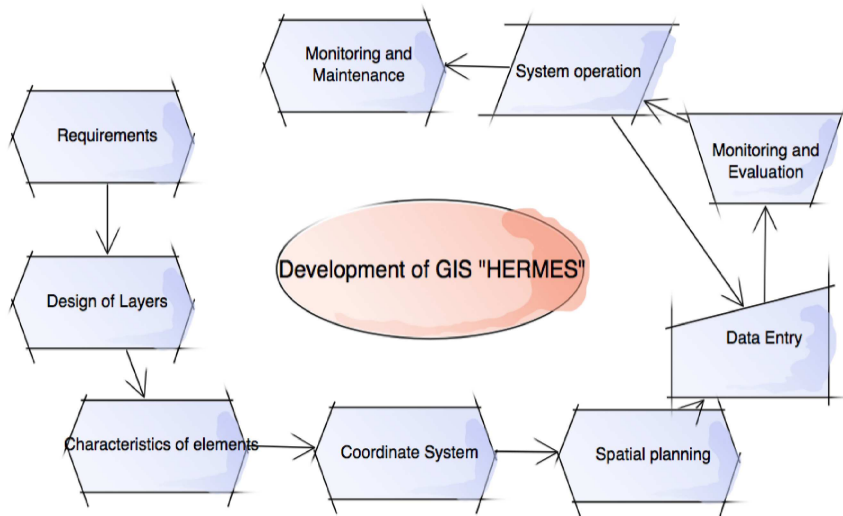 Monitoring and
Maintenance
System operation
Requirements
Monitoring and
Evaluation
Development of GIS "HERMES"
Design of Layers
Data Entry
Characteristics of elements
Coordinate System
Spatial planning